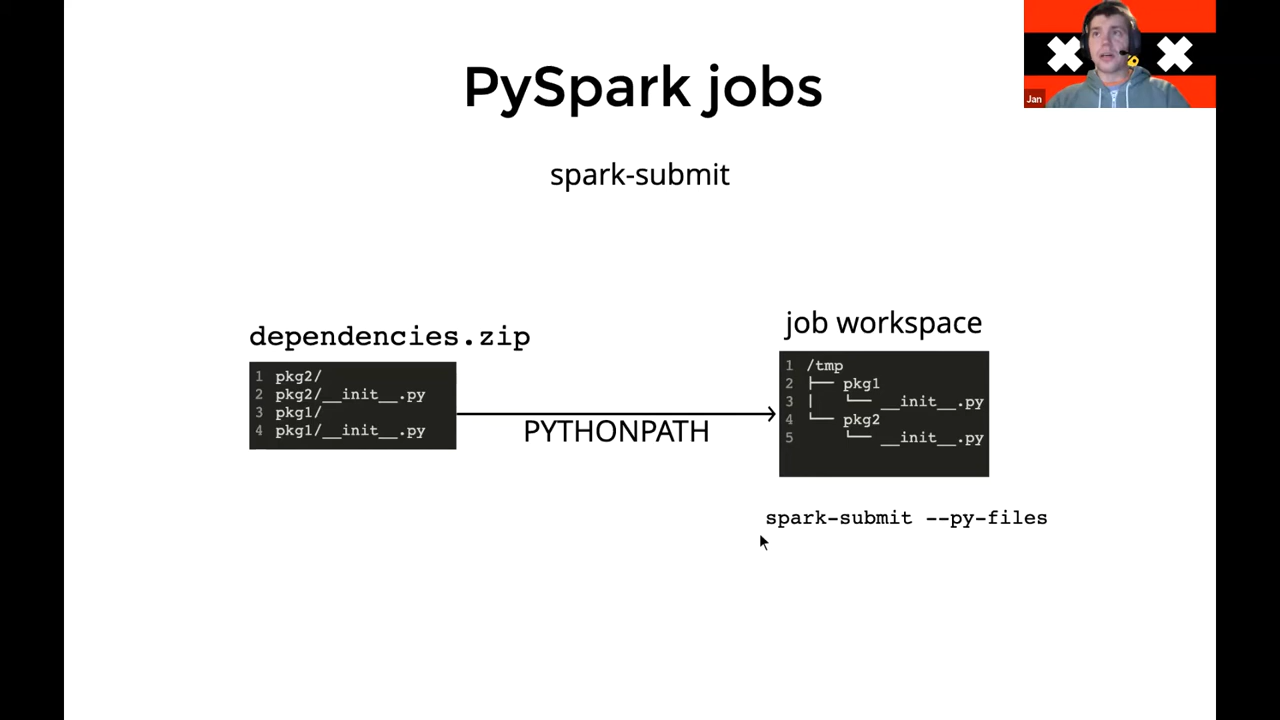 PySpark jobs
Jan
spark-submit
dependencies.zip
1 pkg2/
2 pkg2/__init__.py
3 pkg1/
4 pkg1/__init__.py
PYTHONPATH
job workspace
1 /tmp
2 ├── pkg1
3 │   └── __init__.py
4 └── pkg2
5     └── __init__.py
spark-submit --py-files